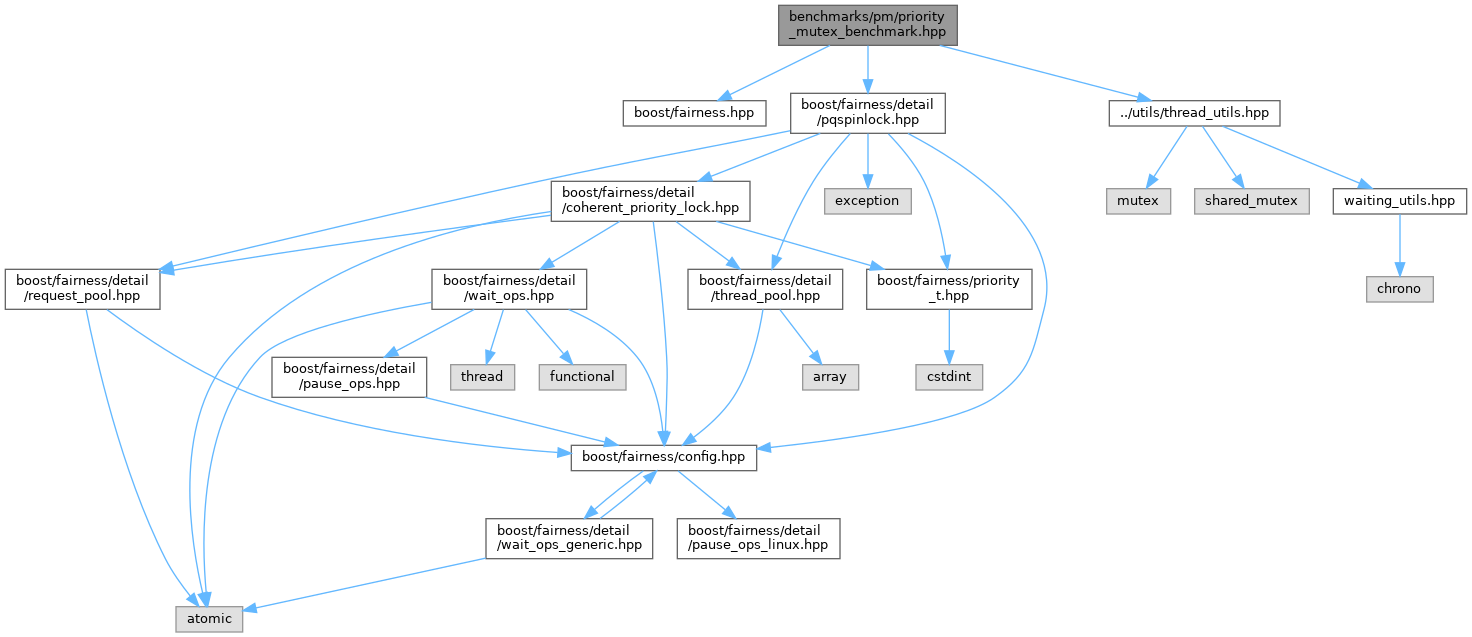 benchmarks/pm/priority
_mutex_benchmark.hpp
boost/fairness.hpp
boost/fairness/detail
/pqspinlock.hpp
../utils/thread_utils.hpp
boost/fairness/detail
/coherent_priority_lock.hpp
exception
mutex
shared_mutex
waiting_utils.hpp
boost/fairness/detail
/request_pool.hpp
boost/fairness/detail
/wait_ops.hpp
boost/fairness/detail
/thread_pool.hpp
boost/fairness/priority
_t.hpp
chrono
boost/fairness/detail
/pause_ops.hpp
thread
functional
array
cstdint
boost/fairness/config.hpp
boost/fairness/detail
/wait_ops_generic.hpp
boost/fairness/detail
/pause_ops_linux.hpp
atomic